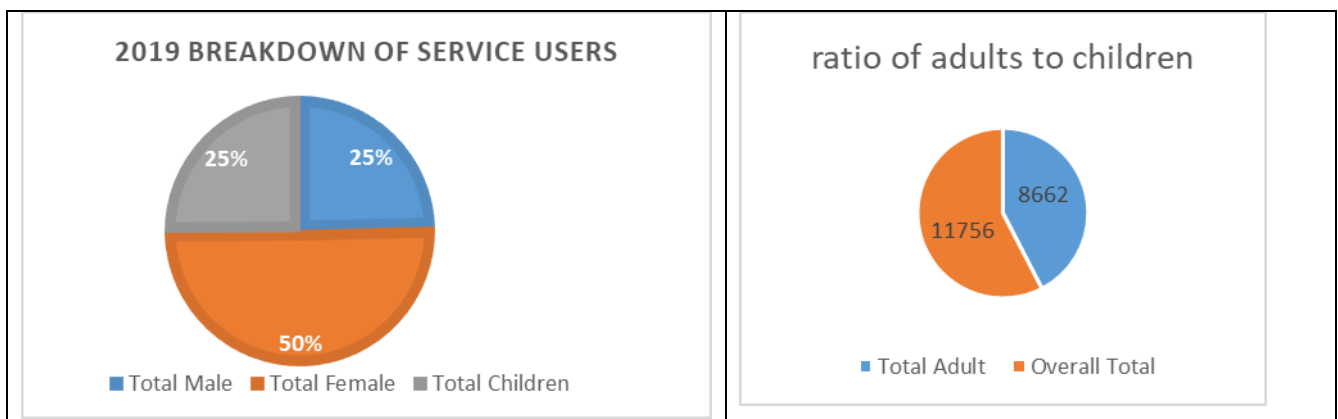 2019 BREAKDOWN OF SERVICE USERS
25%
25%
50%
Total Male Total Female Total Children
ratio of adults to children
8662
11756
Total Adult Overall Total